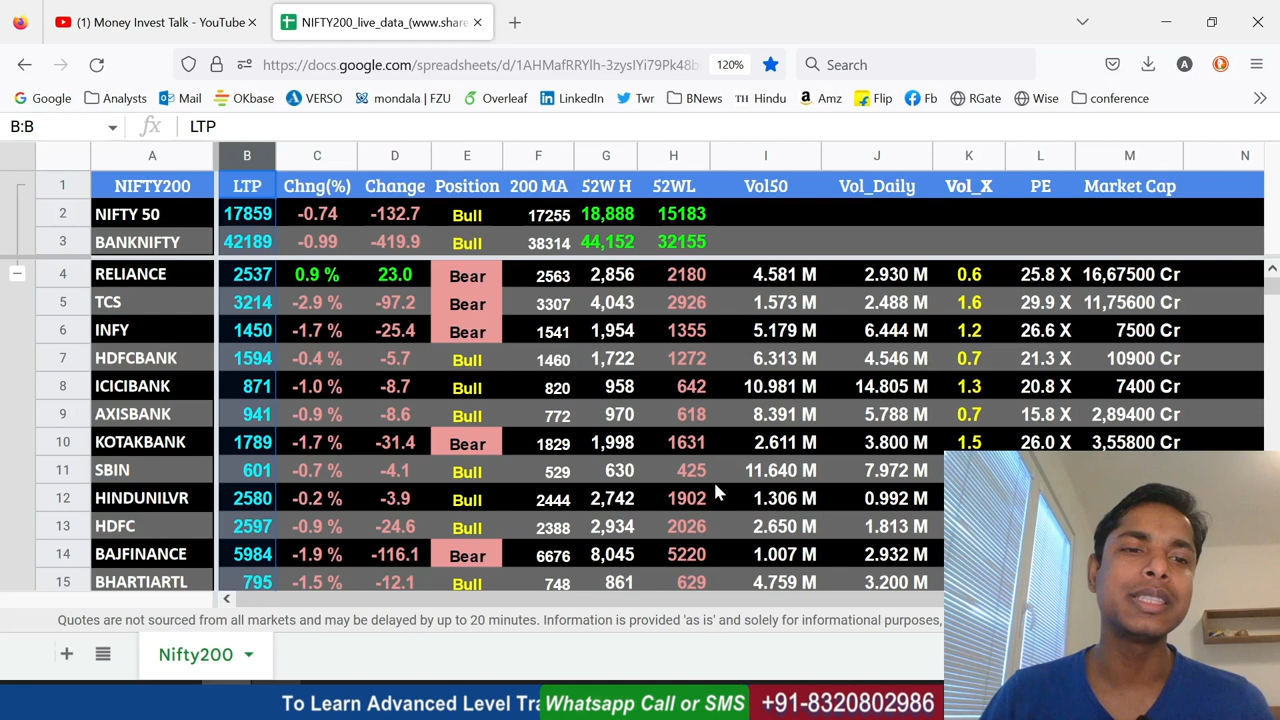 (1) Money Invest Talk - YouTube
NIFTY200_live_data_(www.share
https://docs.google.com/spreadsheets/d/1AHMafRRYlh-3zysIYi79Pk48b
120%
Search
Google Analysts Mail OKbase VERSO mondala | FZU Overleaf LinkedIn Twr BNews TH Hindu Amz Flip Fb RGate Wise conference
B:B fx LTP
A B C D E F G H I J K L M N
1 NIFTY200 LTP Chng(%) Change Position 200 MA 52W H 52WL Vol50 Vol_Daily Vol_X PE Market Cap
2 NIFTY 50 17859 -0.74 -132.7 Bull 17255 18,888 15183
3 BANKNIFTY 42189 -0.99 -419.9 Bull 38314 44,152 32155
4 RELIANCE 2537 0.9 % 23.0 Bear 2563 2,856 2180 4.581 M 2.930 M 0.6 25.8 X 16,67500 Cr
5 TCS 3214 -2.9 % -97.2 Bear 3307 4,043 2926 1.573 M 2.488 M 1.6 29.9 X 11,75600 Cr
6 INFY 1450 -1.7 % -25.4 Bear 1541 1,954 1355 5.179 M 6.444 M 1.2 26.6 X 7500 Cr
7 HDFCBANK 1594 -0.4 % -5.7 Bull 1460 1,722 1272 6.313 M 4.546 M 0.7 21.3 X 10900 Cr
8 ICICIBANK 871 -1.0 % -8.7 Bull 820 958 642 10.981 M 14.805 M 1.3 20.8 X 7400 Cr
9 AXISBANK 941 -0.9 % -8.6 Bull 772 970 618 8.391 M 5.788 M 0.7 15.8 X 2,89400 Cr
10 KOTAKBANK 1789 -1.7 % -31.4 Bear 1829 1,998 1631 2.611 M 3.800 M 1.5 26.0 X 3,55800 Cr
11 SBIN 601 -0.7 % -4.1 Bull 529 630 425 11.640 M 7.972 M
12 HINDUNILVR 2580 -0.2 % -3.9 Bull 2444 2,742 1902 1.306 M 0.992 M
13 HDFC 2597 -0.9 % -24.6 Bull 2388 2,934 2026 2.650 M 1.813 M
14 BAJFINANCE 5984 -1.9 % -116.1 Bear 6676 8,045 5220 1.007 M 2.932 M
15 BHARTIARTL 795 -1.5 % -12.1 Bull 748 861 629 4.759 M 3.200 M
Quotes are not sourced from all markets and may be delayed by up to 20 minutes. Information is provided 'as is' and solely for informational purposes,
Nifty200
To Learn Advanced Level Tra Whatsapp Call or SMS +91-8320802986